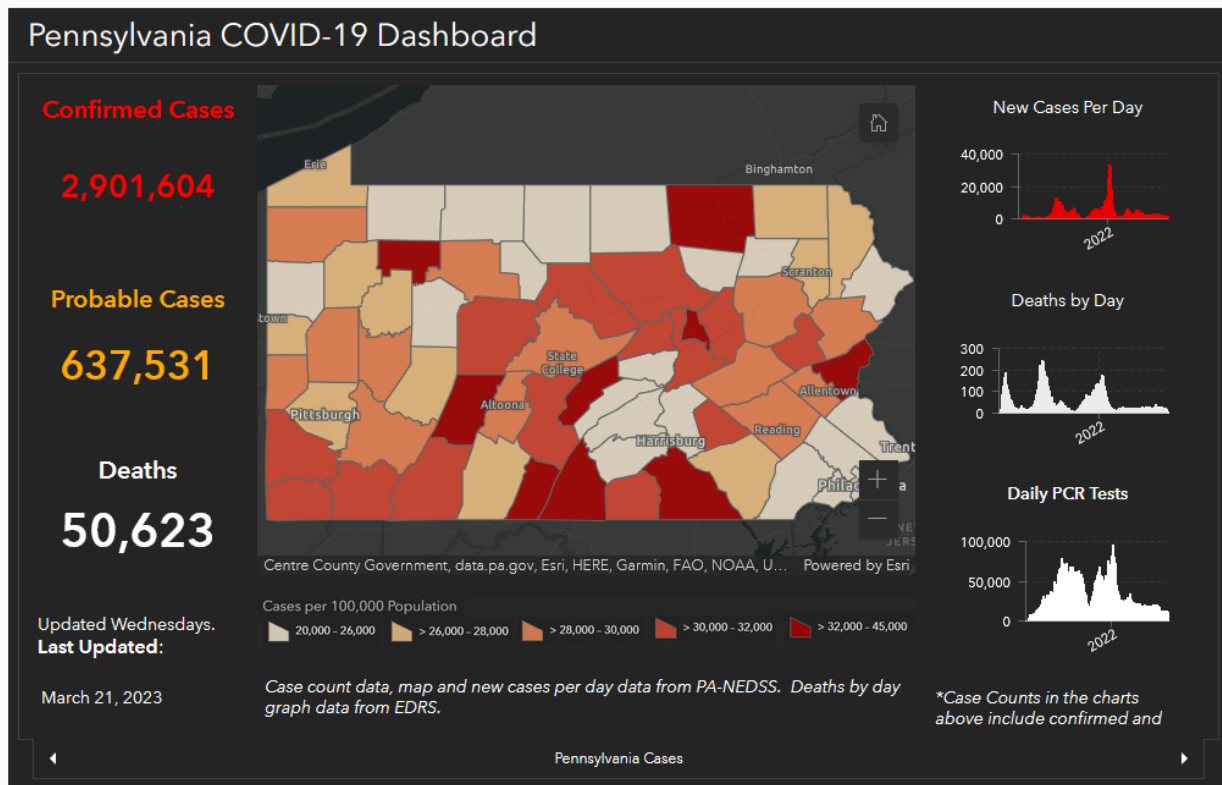 Pennsylvania COVID-19 Dashboard
Confirmed Cases
2,901,604
Probable Cases
637,531
Deaths
50,623
Updated Wednesdays.
Last Updated:
March 21, 2023
Erie
Binghamton
Scranton
town
State
College
Altoona
Allentown
Pittsburgh
Reading
Harrisburg
Trent
Philad
a
NE
JERS
+
−
Centre County Government, data.pa.gov, Esri, HERE, Garmin, FAO, NOAA, U... Powered by Esri
Cases per 100,000 Population
20,000 - 26,000
> 26,000 - 28,000
> 28,000 - 30,000
> 30,000 - 32,000
> 32,000 - 45,000
Case count data, map and new cases per day data from PA-NEDSS. Deaths by day
graph data from EDRS.
New Cases Per Day
40,000
20,000
0
2022
Deaths by Day
300
200
100
0
2022
Daily PCR Tests
100,000
50,000
0
2022
*Case Counts in the charts
above include confirmed and
Pennsylvania Cases